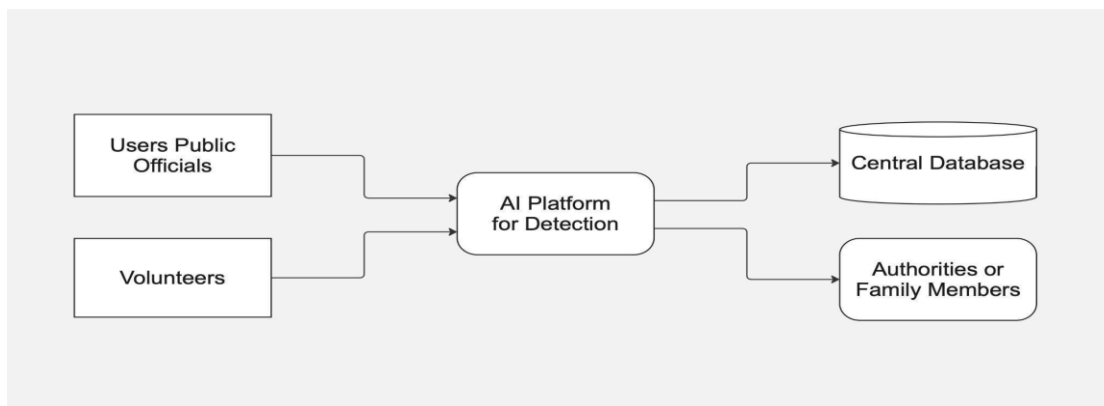 Users Public
Officials
Volunteers
AI Platform
for Detection
Central Database
Authorities or
Family Members